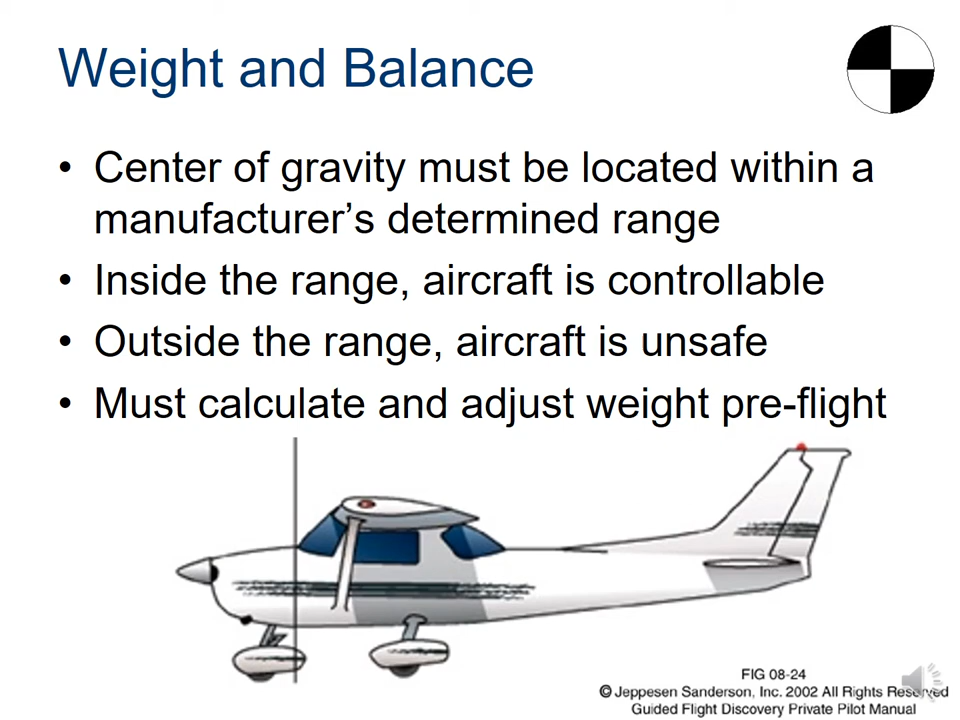 Weight and Balance
• Center of gravity must be located within a
manufacturer’s determined range
• Inside the range, aircraft is controllable
• Outside the range, aircraft is unsafe
• Must calculate and adjust weight pre-flight
FIG 08-24
© Jeppesen Sanderson, Inc. 2002 All Rights Reserved
Guided Flight Discovery Private Pilot Manual